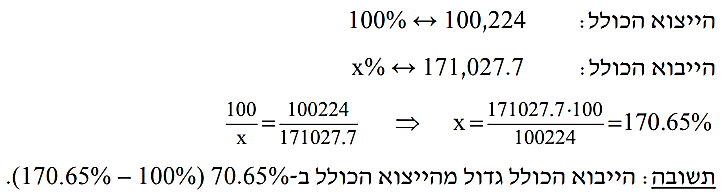 הייצוא הכולל: 100% ↔ 100,224
הייבוא הכולל: x% ↔ 171,027.7
100/x = 100224/171027.7 ⇒ x = 171027.7·100/100224 = 170.65%
תשובה: הייבוא הכולל גדול מהייצוא הכולל ב-70.65% (170.65% – 100%).